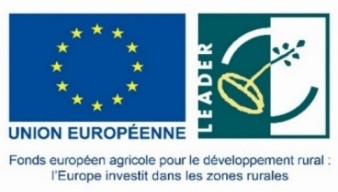 UNION EUROPÉENNE
LEADER
Fonds européen agricole pour le développement rural :
l'Europe investit dans les zones rurales